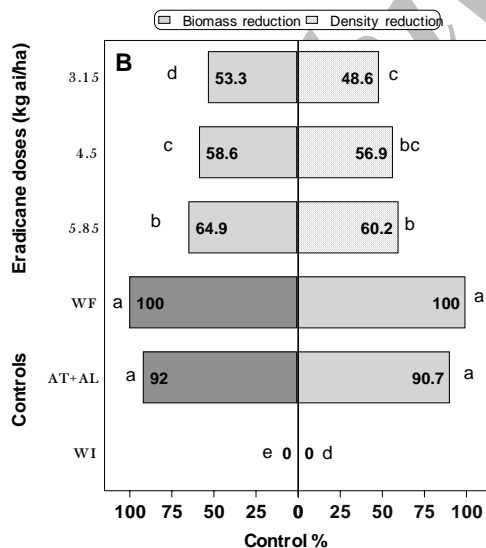 Biomass reduction Density reduction
B
Eradicane doses (kg ai/ha)
Controls
3.15 d 53.3 48.6 c
4.5 c 58.6 56.9 bc
5.85 b 64.9 60.2 b
WF a 100 100 a
AT+AL a 92 90.7 a
WI e 0 0 d
100 75 50 25 0 25 50 75 100
Control %